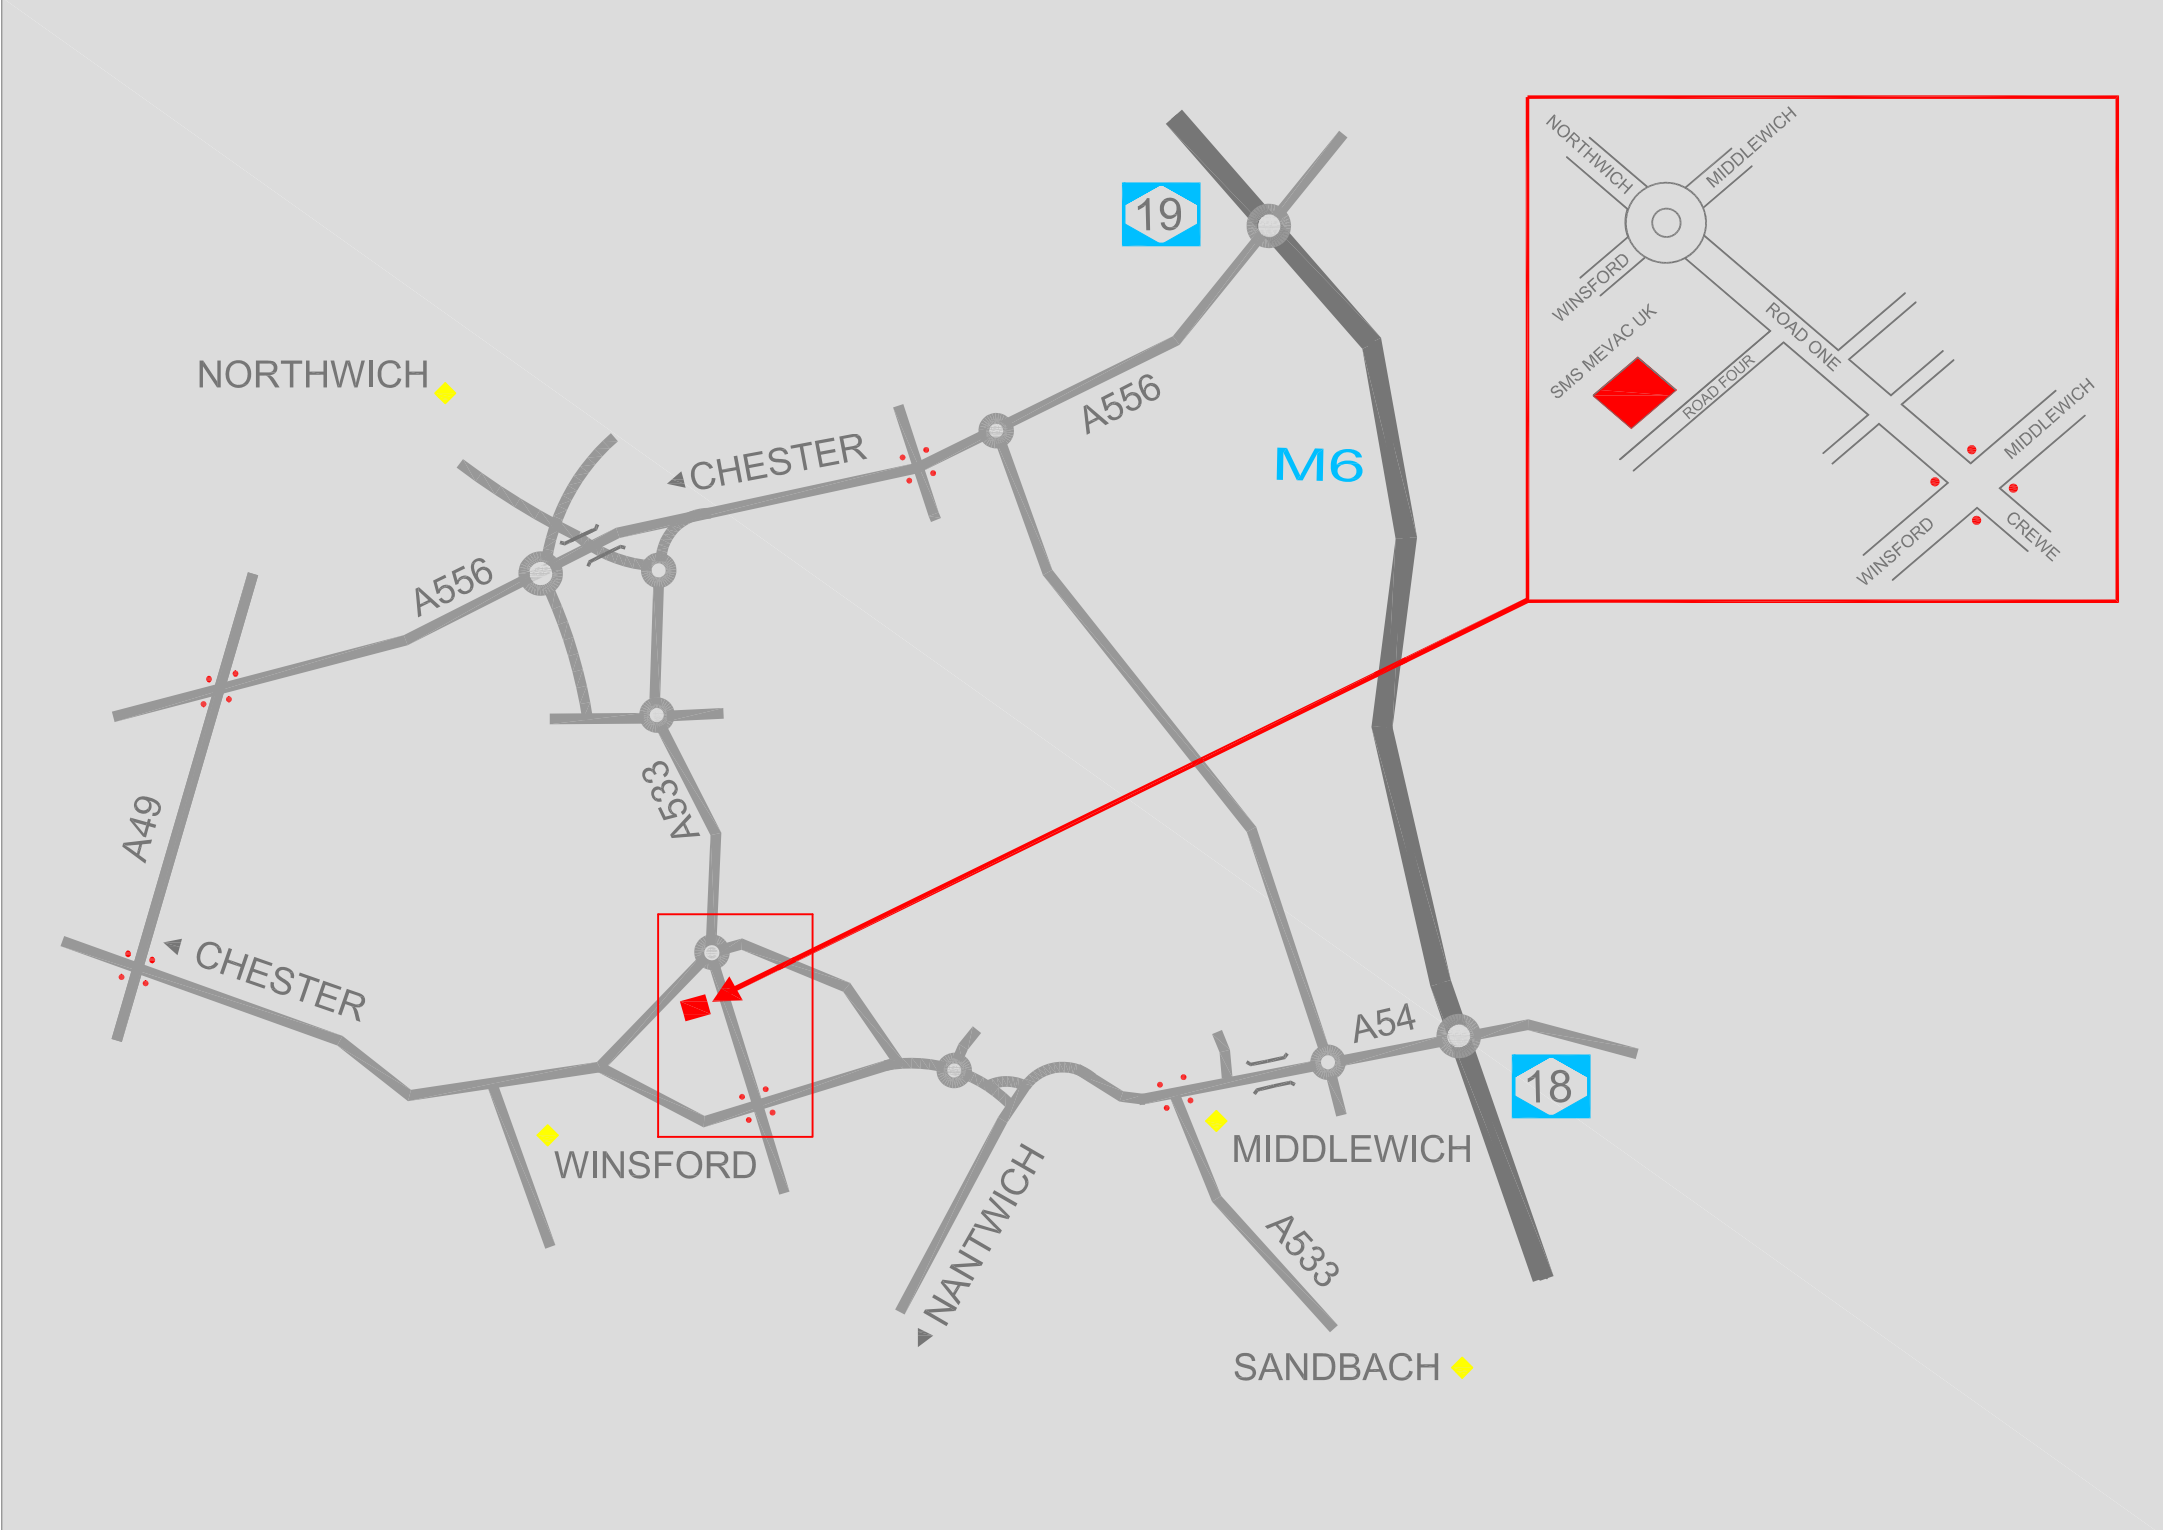 NORTHWICH
MIDDLEWICH
WINSFORD
SMS MEVAC UK
ROAD ONE
ROAD FOUR
MIDDLEWICH
WINSFORD
CREWE
19
NORTHWICH
A556
CHESTER
M6
A556
A533
A49
CHESTER
A54
18
WINSFORD
MIDDLEWICH
NANTWICH
A533
SANDBACH